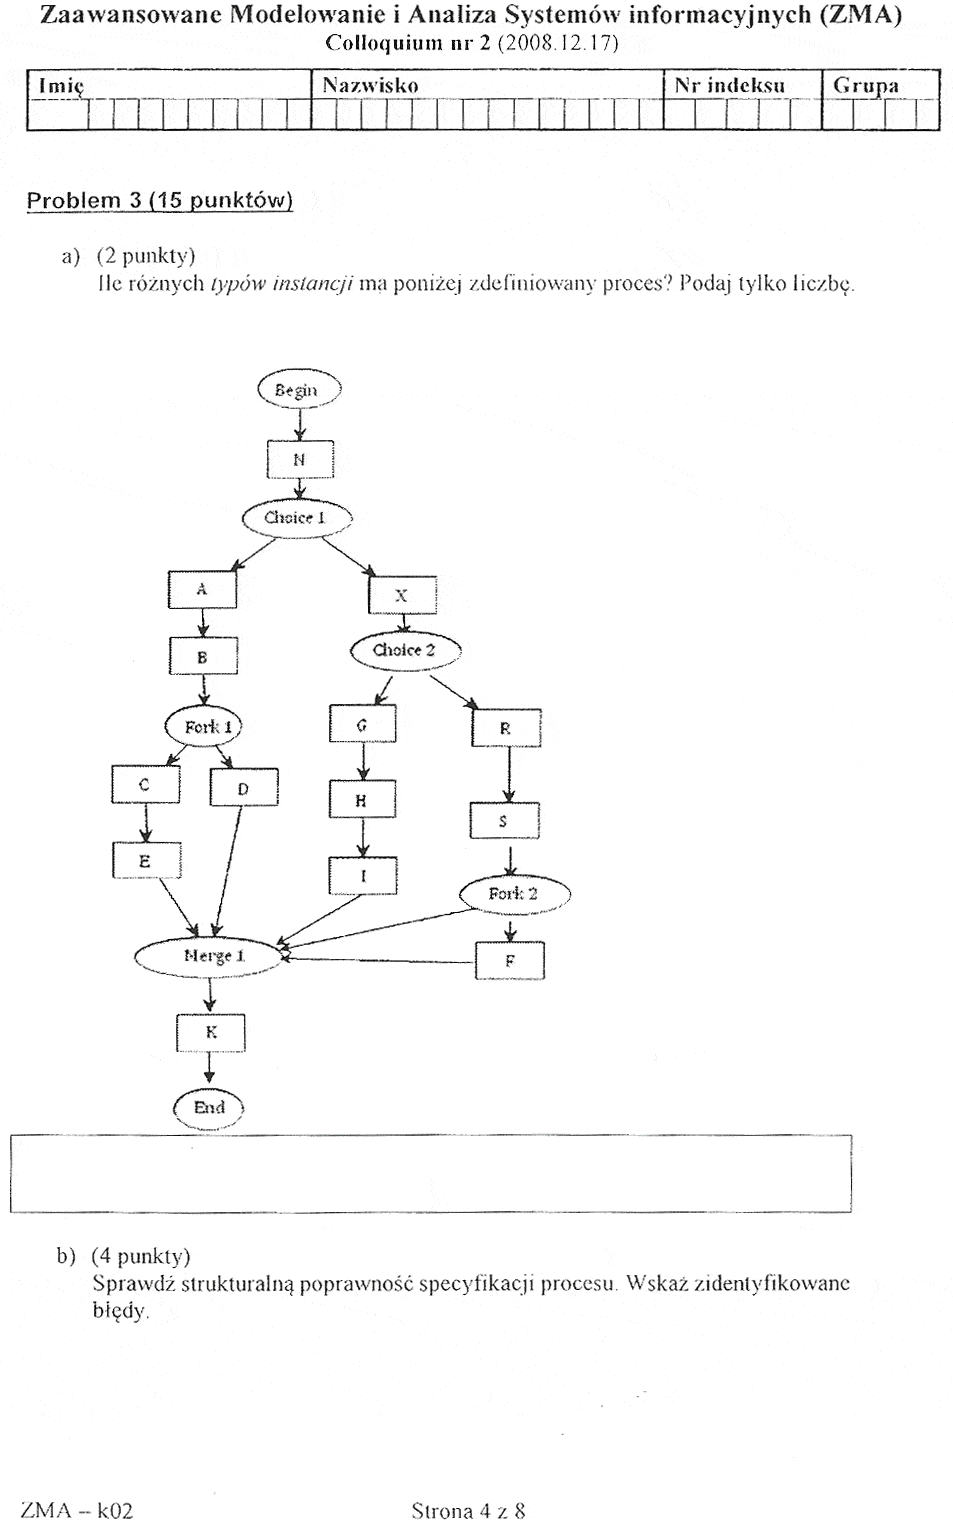 Zaawansowane Modelowanie i Analiza Systemów informacyjnych (ZMA)
Colloquium nr 2 (2008.12.17)
Imię Nazwisko Nr indeksu Grupa
Problem 3 (15 punktów)
a) (2 punkty)
Ile różnych typów instancji ma poniżej zdefiniowany proces? Podaj tylko liczbę.
Begin
N
Choice 1
A
X
B
Choice 2
Fork 1
G
R
C
D
H
S
E
I
Fork 2
Merge 1
F
K
End
b) (4 punkty)
Sprawdź strukturalną poprawność specyfikacji procesu. Wskaż zidentyfikowane
błędy.
ZMA – k02 Strona 4 z 8